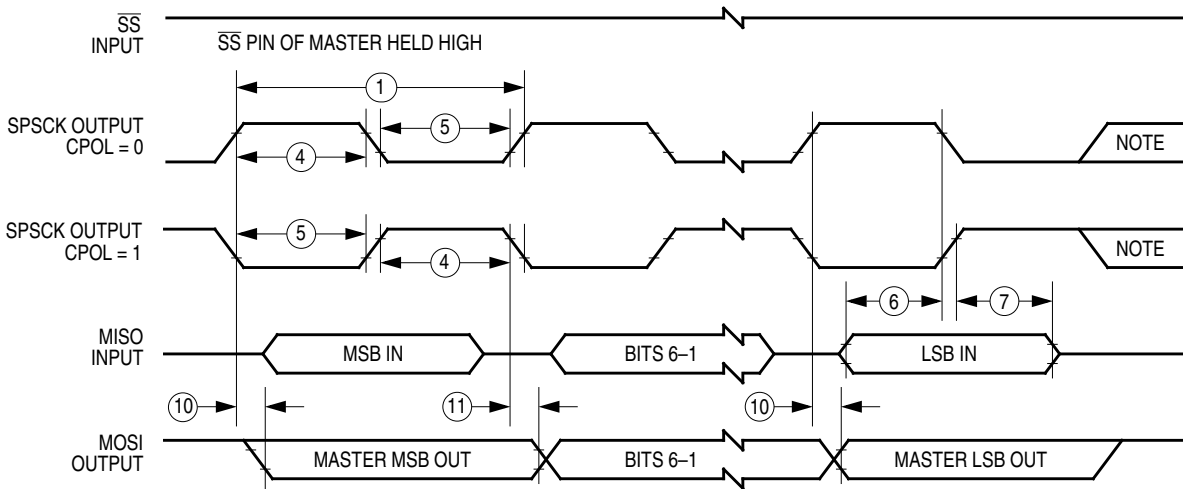 SS
INPUT
SS PIN OF MASTER HELD HIGH
1
SPSCK OUTPUT
CPOL = 0
5
4
NOTE
SPSCK OUTPUT
CPOL = 1
5
4
NOTE
6
7
MISO
INPUT
MSB IN
BITS 6–1
LSB IN
10
11
10
MOSI
OUTPUT
MASTER MSB OUT
BITS 6–1
MASTER LSB OUT